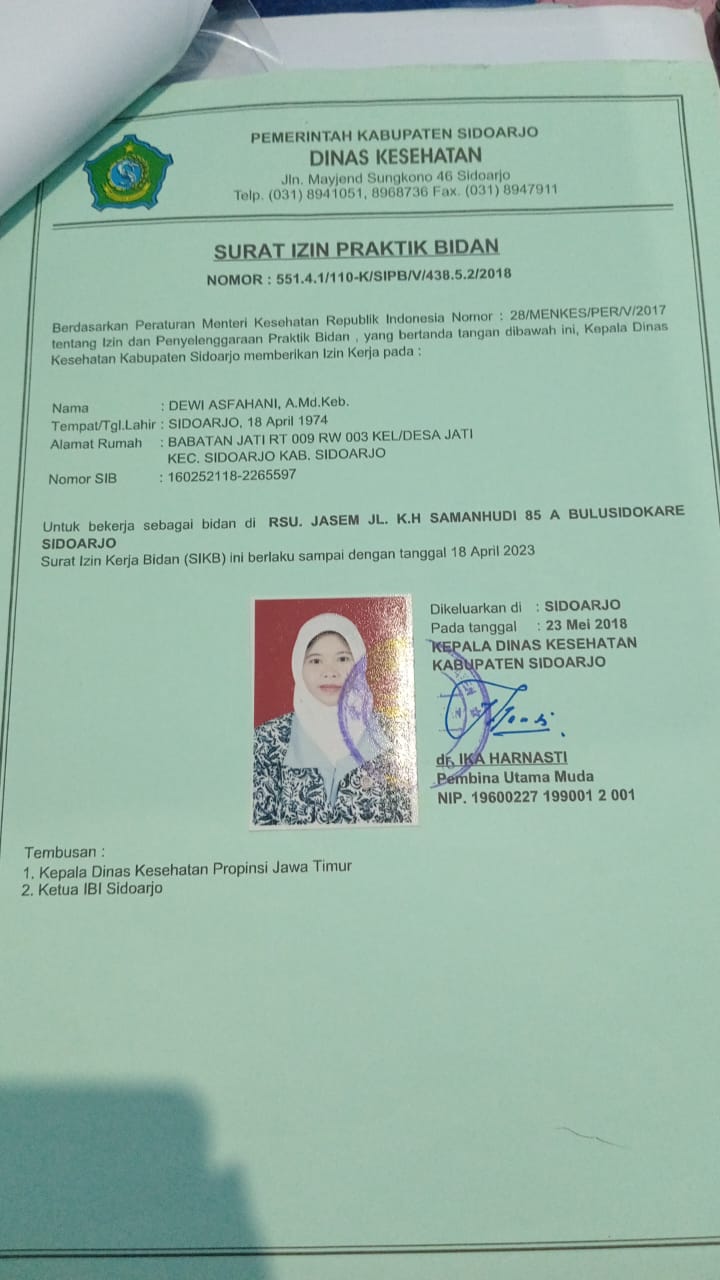 PEMERINTAH KABUPATEN SIDOARJO
DINAS KESEHATAN
Jln. Mayjend Sungkono 46 Sidoarjo
Telp. (031) 8941051, 8968736 Fax. (031) 8947911
SURAT IZIN PRAKTIK BIDAN
NOMOR : 551.4.1/110-K/SIPB/V/438.5.2/2018
Berdasarkan Peraturan Menteri Kesehatan Republik Indonesia Nomor : 28/MENKES/PER/V/2017
tentang Izin dan Penyelenggaraan Praktik Bidan , yang bertanda tangan dibawah ini, Kepala Dinas
Kesehatan Kabupaten Sidoarjo memberikan Izin Kerja pada :
Nama : DEWI ASFAHANI, A.Md.Keb.
Tempat/Tgl.Lahir : SIDOARJO, 18 April 1974
Alamat Rumah : BABATAN JATI RT 009 RW 003 KEL/DESA JATI
KEC. SIDOARJO KAB. SIDOARJO
Nomor SIB : 160252118-2265597
Untuk bekerja sebagai bidan di RSU. JASEM JL. K.H SAMANHUDI 85 A BULUSIDOKARE
SIDOARJO
Surat Izin Kerja Bidan (SIKB) ini berlaku sampai dengan tanggal 18 April 2023
Dikeluarkan di : SIDOARJO
Pada tanggal : 23 Mei 2018
KEPALA DINAS KESEHATAN
KABUPATEN SIDOARJO
dr. IKA HARNASTI
Pembina Utama Muda
NIP. 19600227 199001 2 001
Tembusan :
1. Kepala Dinas Kesehatan Propinsi Jawa Timur
2. Ketua IBI Sidoarjo